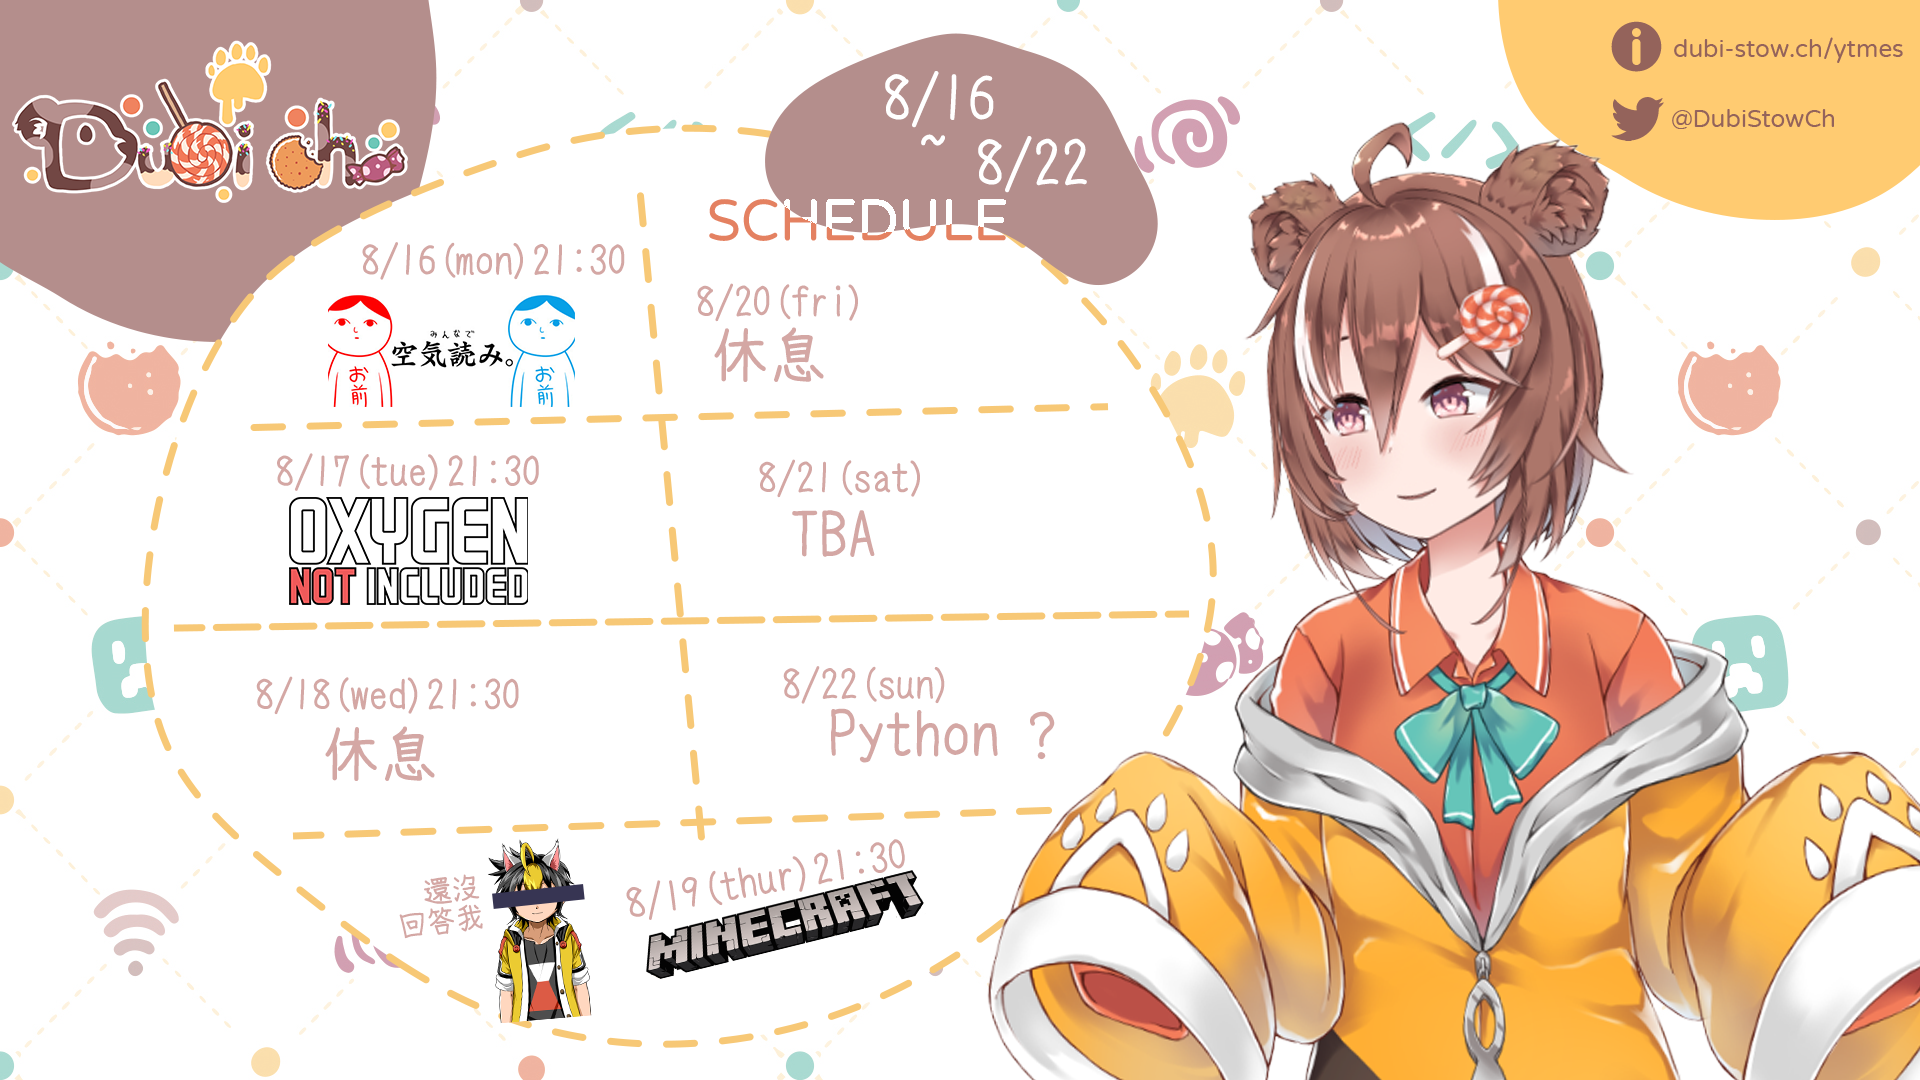 Dubi ch
dubi-stow.ch/ytmes
@DubiStowCh
8/16
~
8/22
SCHEDULE
8/16(mon) 21:30
みんなで
空気読み。
お前
お前
8/17(tue) 21:30
OXYGEN
NOT INCLUDED
8/18(wed) 21:30
休息
還沒
回答我
8/19(thur) 21:30
MINECRAFT
8/20(fri)
休息
8/21(sat)
TBA
8/22(sun)
Python ?